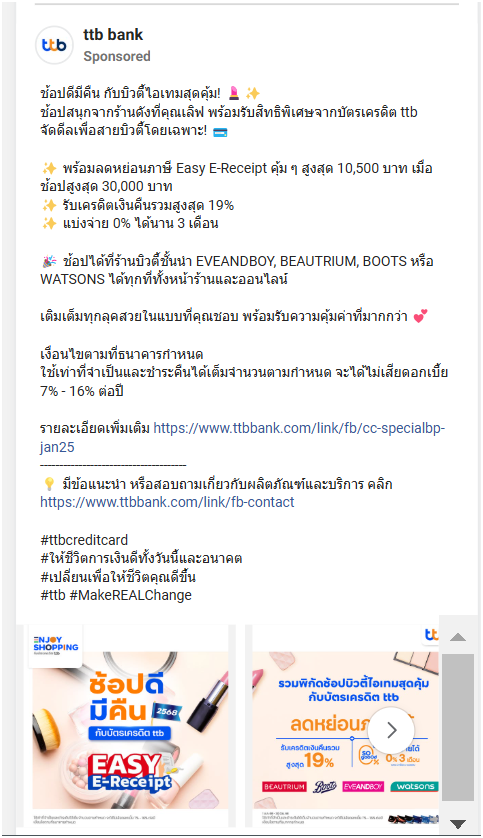 ttb
ttb bank
Sponsored
ช้อปดีมีคืน กับบิวตี้ไอเทมสุดคุ้ม! 💄✨
ช้อปสนุกจากร้านดังที่คุณเลิฟ พร้อมรับสิทธิพิเศษจากบัตรเครดิต ttb
จัดดีลเพื่อสายบิวตี้โดยเฉพาะ! 💳
✨ พร้อมลดหย่อนภาษี Easy E-Receipt คุ้ม ๆ สูงสุด 10,500 บาท เมื่อ
ช้อปสูงสุด 30,000 บาท
✨ รับเครดิตเงินคืนรวมสูงสุด 19%
✨ แบ่งจ่าย 0% ได้นาน 3 เดือน
🎉 ช้อปได้ที่ร้านบิวตี้ชั้นนำ EVEANDBOY, BEAUTRIUM, BOOTS หรือ
WATSONS ได้ทุกที่ทั้งหน้าร้านและออนไลน์
เติมเต็มทุกลุคสวยในแบบที่คุณชอบ พร้อมรับความคุ้มค่าที่มากกว่า 💕
เงื่อนไขตามที่ธนาคารกำหนด
ใช้เท่าที่จำเป็นและชำระคืนได้เต็มจำนวนตามกำหนด จะได้ไม่เสียดอกเบี้ย
7% - 16% ต่อปี
รายละเอียดเพิ่มเติม https://www.ttbbank.com/link/fb/cc-specialbp-
jan25
--------------------------------------
💡 มีข้อแนะนำ หรือสอบถามเกี่ยวกับผลิตภัณฑ์และบริการ คลิก
https://www.ttbbank.com/link/fb-contact
#ttbcreditcard
#ให้ชีวิตการเงินดีทั้งวันนี้และอนาคต
#เปลี่ยนเพื่อให้ชีวิตคุณดีขึ้น
#ttb #MakeREALChange
ENJOY
SHOPPING
ช้อปดี
มีคืน 2568
กับบัตรเครดิต ttb
EASY
E-Receipt
รวมพิกัดช้อปบิวตี้ไอเทมสุดคุ้ม
กับบัตรเครดิต ttb
ลดหย่อน
รับเครดิตเงินคืนรวม
สูงสุด 19%
so goood
0% 3
เดือน
BEAUTRIUM Boots EVEANDBOY watsons